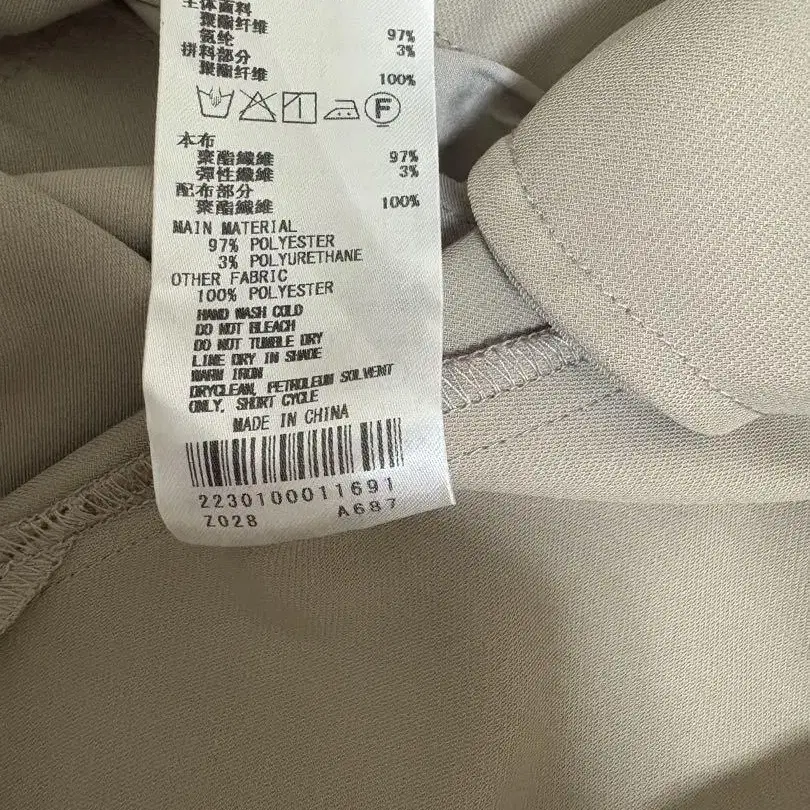 主体面料
聚酯纤维 97%
氨纶 3%
拼料部分
聚酯纤维 100%
F
本布
聚酯纖維 97%
彈性纖維 3%
配布部分
聚酯纖維 100%
MAIN MATERIAL
97% POLYESTER
3% POLYURETHANE
OTHER FABRIC
100% POLYESTER
HAND WASH COLD
DO NOT BLEACH
DO NOT TUMBLE DRY
LINE DRY IN SHADE
WARM IRON
DRYCLEAN, PETROLEUM SOLVENT
ONLY, SHORT CYCLE
MADE IN CHINA
2230100011691
Z028 A687